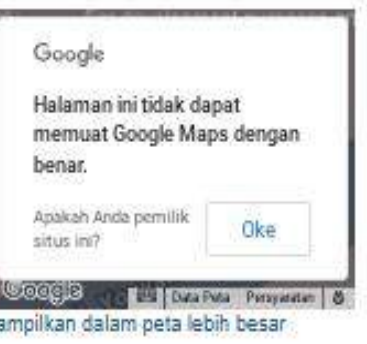 Google
Halaman ini tidak dapat
memuat Google Maps dengan
benar.
Apakah Anda pemilik
situs ini?
Oke
Google
Data Peta
Persyaratan
ampilkan dalam peta lebih besar